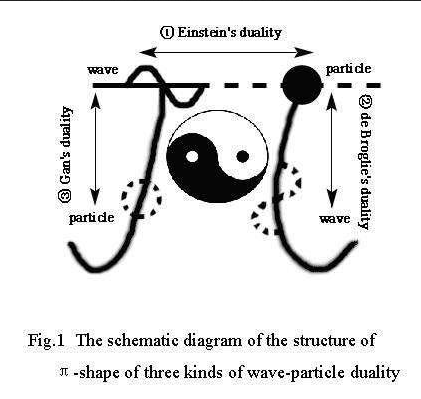 ① Einstein's duality
wave
particle
② de Broglie's duality
③ Gan's duality
particle
wave
Fig.1 The schematic diagram of the structure of
π-shape of three kinds of wave-particle duality